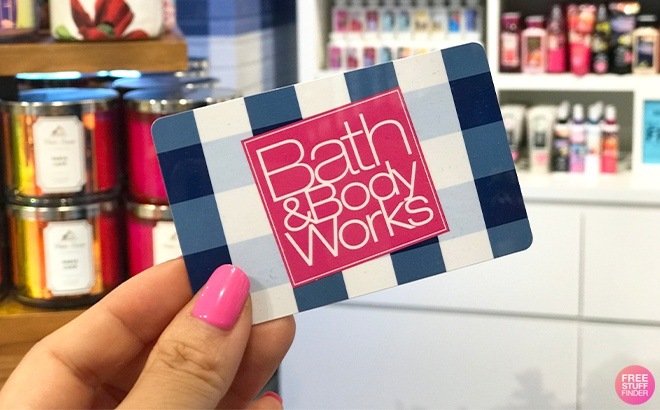 Bath
& Body
Works
FREE
STUFF
FINDER